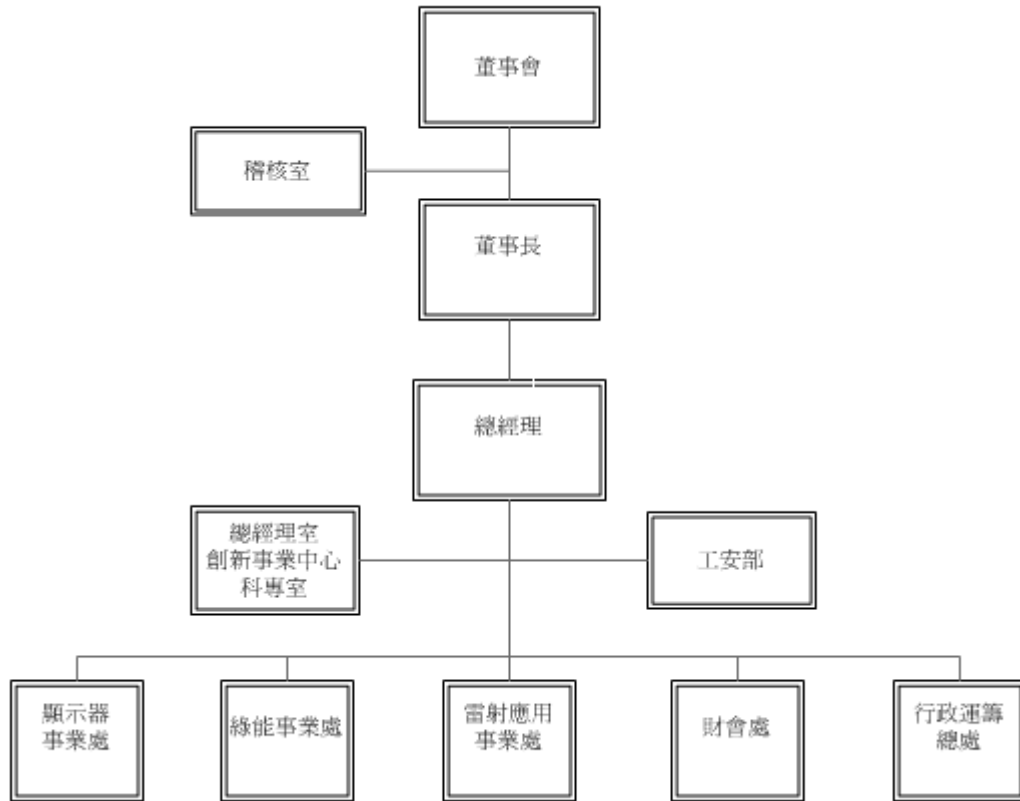 董事會
稽核室
董事長
總經理
總經理室
創新事業中心
科專室
工安部
顯示器
事業處
綠能事業處
雷射應用
事業處
財會處
行政運籌
總處